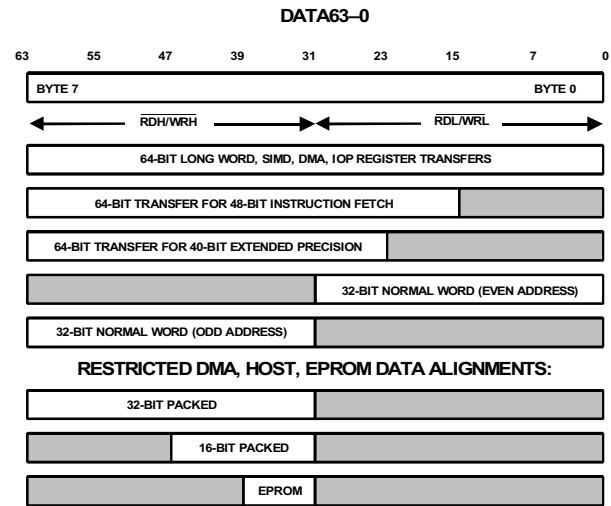 DATA63–0
63 55 47 39 31 23 15 7 0
BYTE 7 BYTE 0
RDH/WRH RDL/WRL
64-BIT LONG WORD, SIMD, DMA, IOP REGISTER TRANSFERS
64-BIT TRANSFER FOR 48-BIT INSTRUCTION FETCH
64-BIT TRANSFER FOR 40-BIT EXTENDED PRECISION
32-BIT NORMAL WORD (EVEN ADDRESS)
32-BIT NORMAL WORD (ODD ADDRESS)
RESTRICTED DMA, HOST, EPROM DATA ALIGNMENTS:
32-BIT PACKED
16-BIT PACKED
EPROM